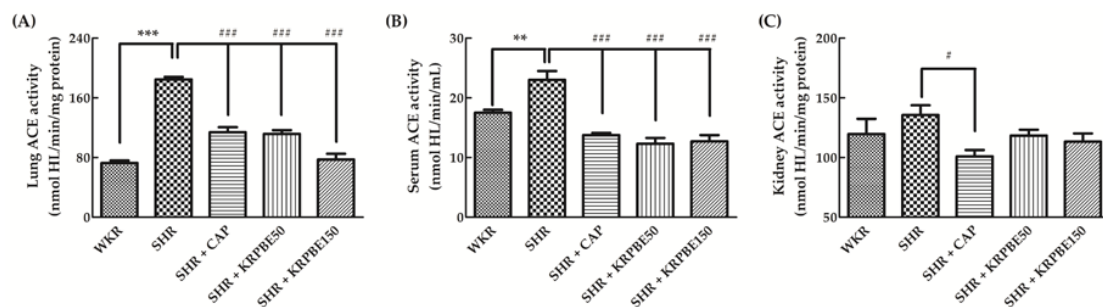 (A)
Lung ACE activity
(nmol HL/min/mg protein)
240
160
80
0
***
###
###
###
WKR
SHR
SHR + CAP
SHR + KRPBE50
SHR + KRPBE150
(B)
Serum ACE activity
(nmol HL/min/mL)
30
20
10
0
**
###
###
###
WKR
SHR
SHR + CAP
SHR + KRPBE50
SHR + KRPBE150
(C)
Kidney ACE activity
(nmol HL/min/mg protein)
200
150
100
50
#
WKR
SHR
SHR + CAP
SHR + KRPBE50
SHR + KRPBE150